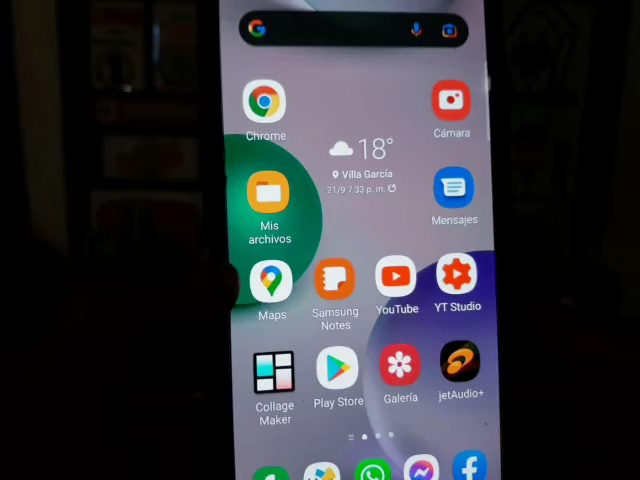 Chrome
Cámara
18°
Villa García
21/9 7:33 p. m.
Mis
archivos
Mensajes
Maps
Samsung
Notes
YouTube
YT Studio
Collage
Maker
Play Store
Galería
jetAudio+